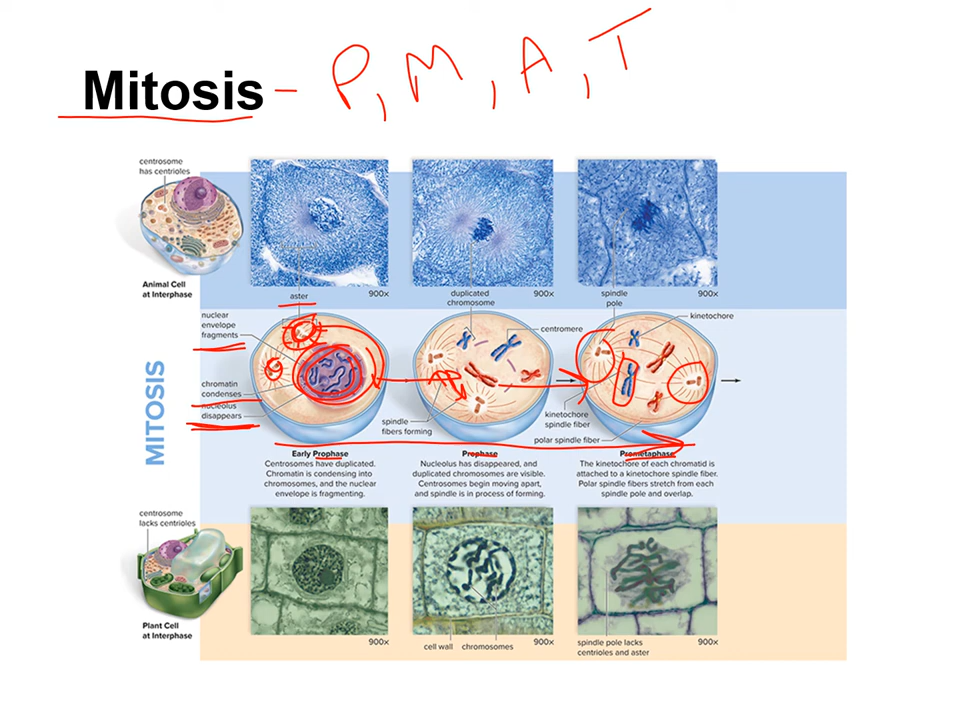 Mitosis - P, M, A, T
centrosome
has centrioles
Animal Cell
at Interphase
aster
900×
duplicated
chromosome
900×
spindle
pole
900×
nuclear
envelope
fragments
chromatin
condenses
nucleolus
disappears
centromere
spindle
fibers forming
kinetochore
kinetochore
spindle fiber
polar spindle fiber
MITOSIS
Early Prophase
Centrosomes have duplicated.
Chromatin is condensing into
chromosomes, and the nuclear
envelope is fragmenting.
Prophase
Nucleolus has disappeared, and
duplicated chromosomes are visible.
Centrosomes begin moving apart,
and spindle is in process of forming.
Prometaphase
The kinetochore of each chromatid is
attached to a kinetochore spindle fiber.
Polar spindle fibers stretch from each
spindle pole and overlap.
centrosome
lacks centrioles
Plant Cell
at Interphase
900×
cell wall
chromosomes
900×
spindle pole lacks
centrioles and aster
900×